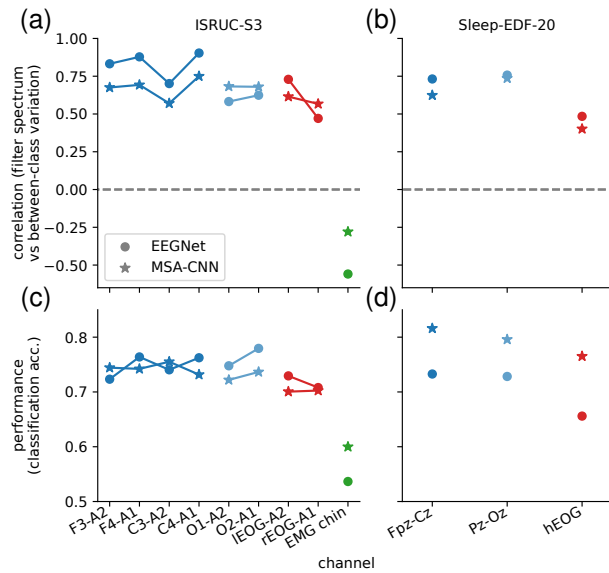 (a)
ISRUC-S3
(b)
Sleep-EDF-20
correlation (filter spectrum
vs between-class variation)
1.00
0.75
0.50
0.25
0.00
−0.25
−0.50
EEGNet
MSA-CNN
(c)
(d)
performance
(classification acc.)
0.8
0.7
0.6
0.5
F3-A2
F4-A1
C3-A2
C4-A1
O1-A2
O2-A1
lEOG-A2
rEOG-A1
EMG chin
Fpz-Cz
Pz-Oz
hEOG
channel